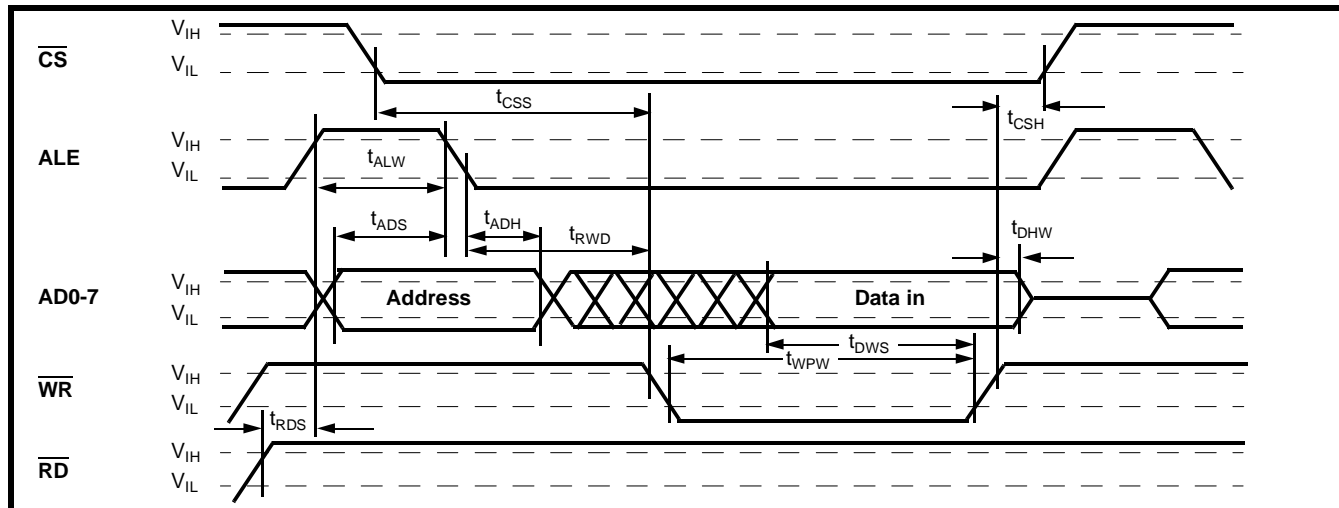 V_IH
CS
V_IL
t_CSS
t_CSH
V_IH
ALE
t_ALW
V_IL
t_ADS
t_ADH
t_RWD
t_DHW
V_IH
AD0-7
Address
Data in
V_IL
t_DWS
t_WPW
V_IH
WR
V_IL
t_RDS
V_IH
RD
V_IL